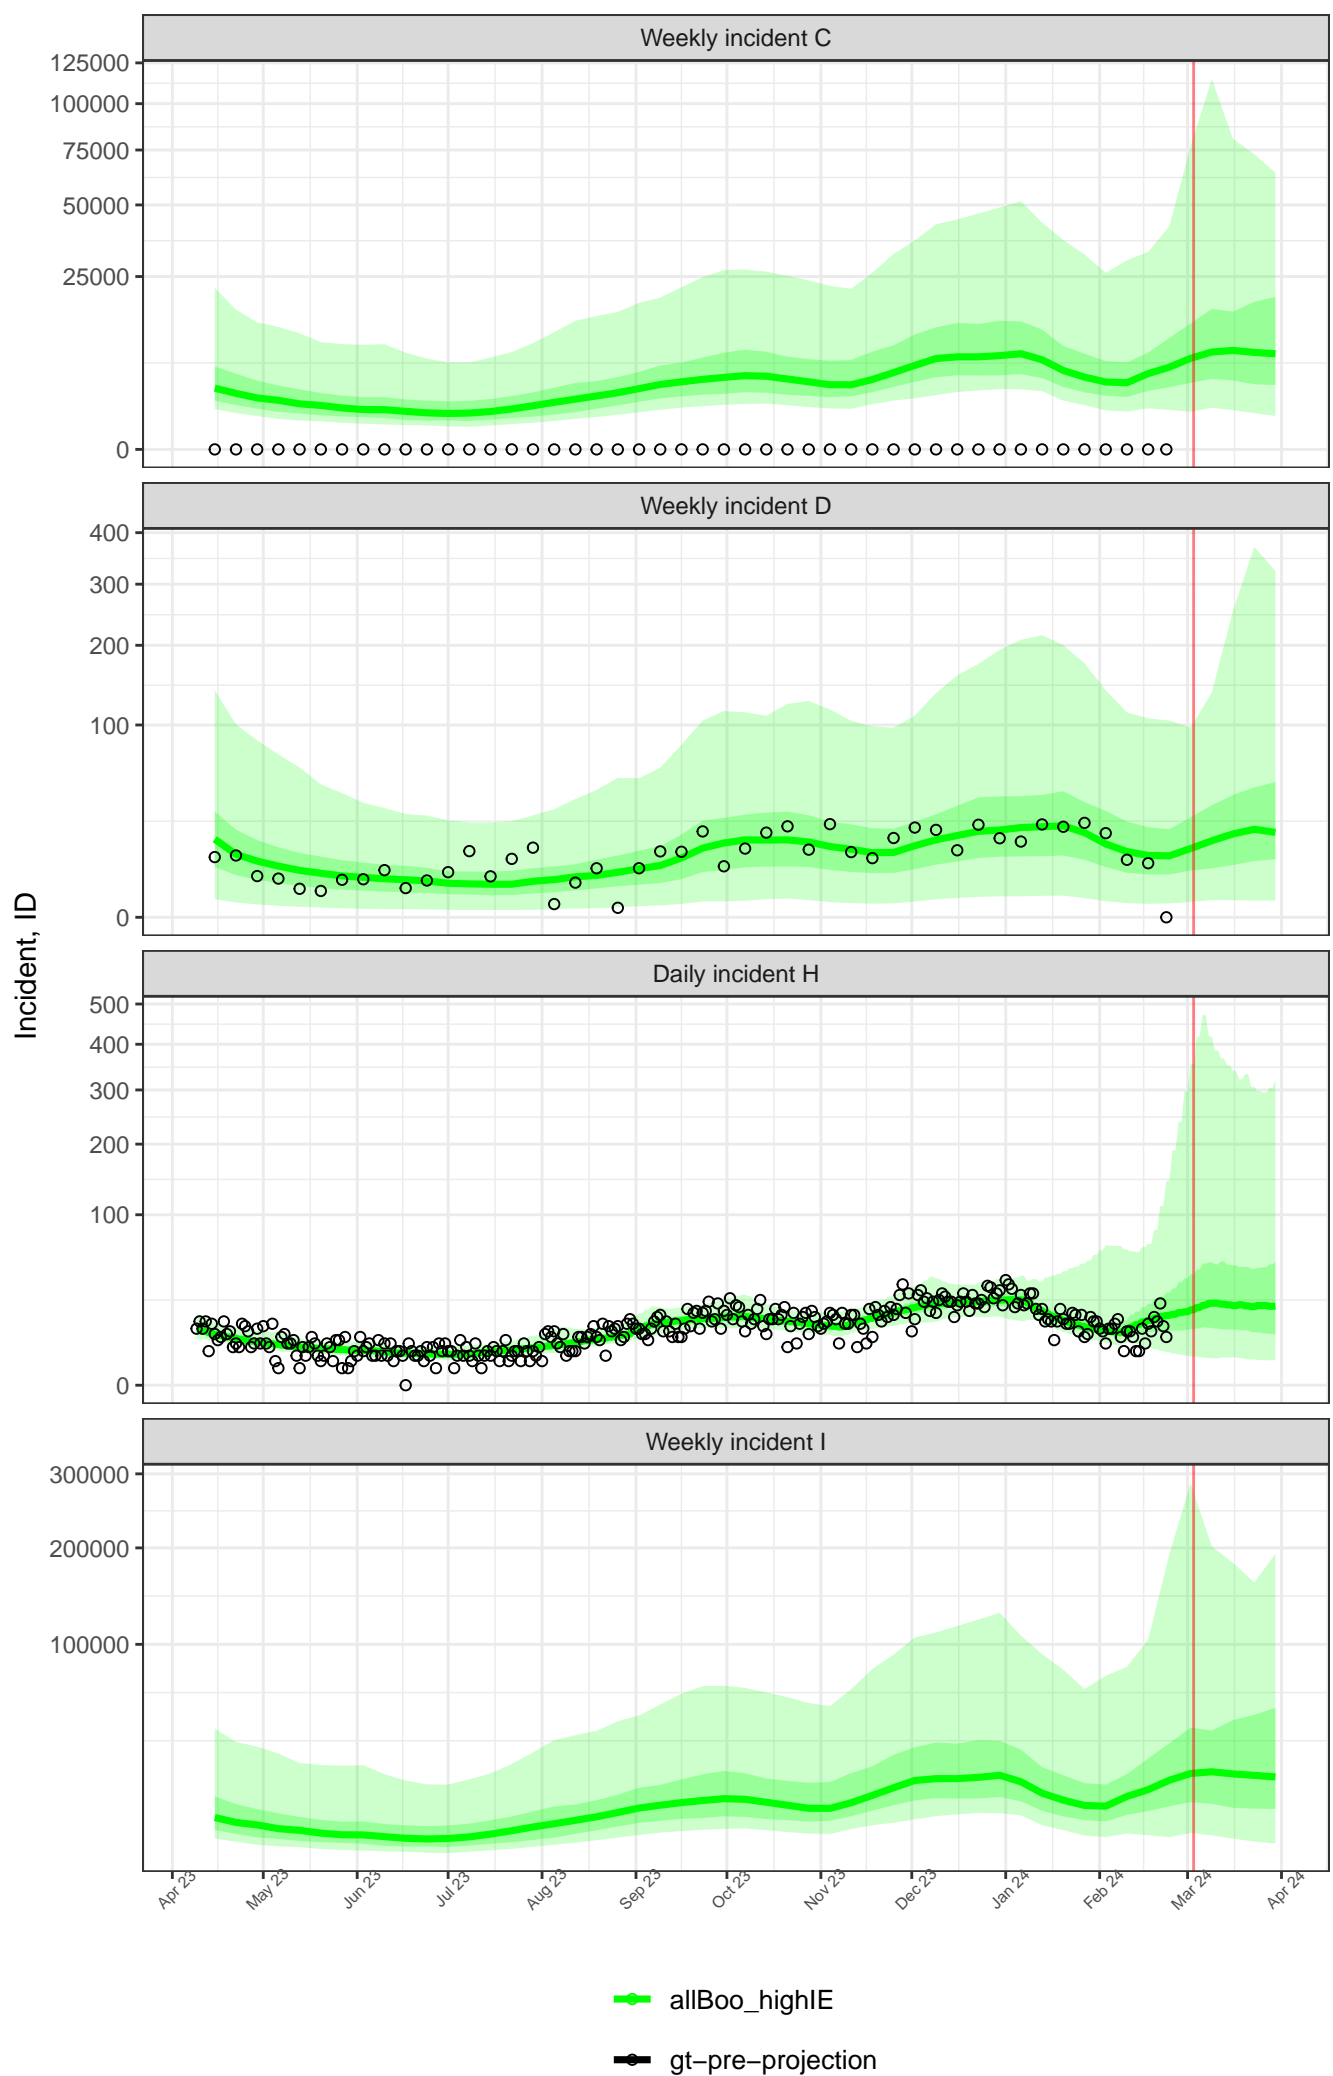 Weekly incident C
125000
100000
75000
50000
25000
0
Weekly incident D
400
300
200
100
0
Incident, ID
Daily incident H
500
400
300
200
100
0
Weekly incident I
300000
200000
100000
Apr 23 May 23 Jun 23 Jul 23 Aug 23 Sep 23 Oct 23 Nov 23 Dec 23 Jan 24 Feb 24 Mar 24 Apr 24
allBoo_highIE
gt−pre−projection